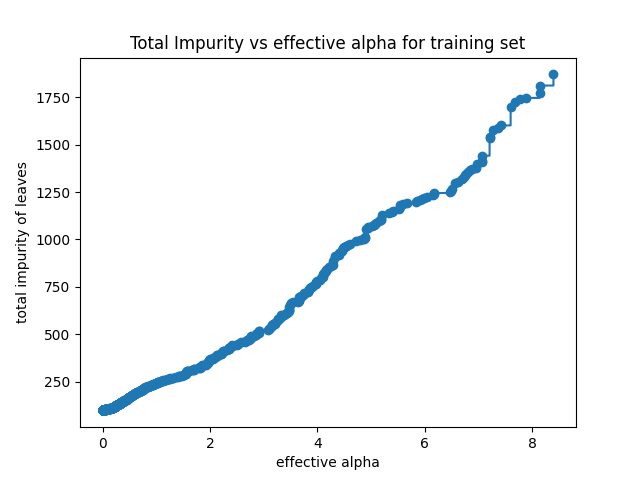 Total Impurity vs effective alpha for training set
total impurity of leaves
1750
1500
1250
1000
750
500
250
0 2 4 6 8
effective alpha